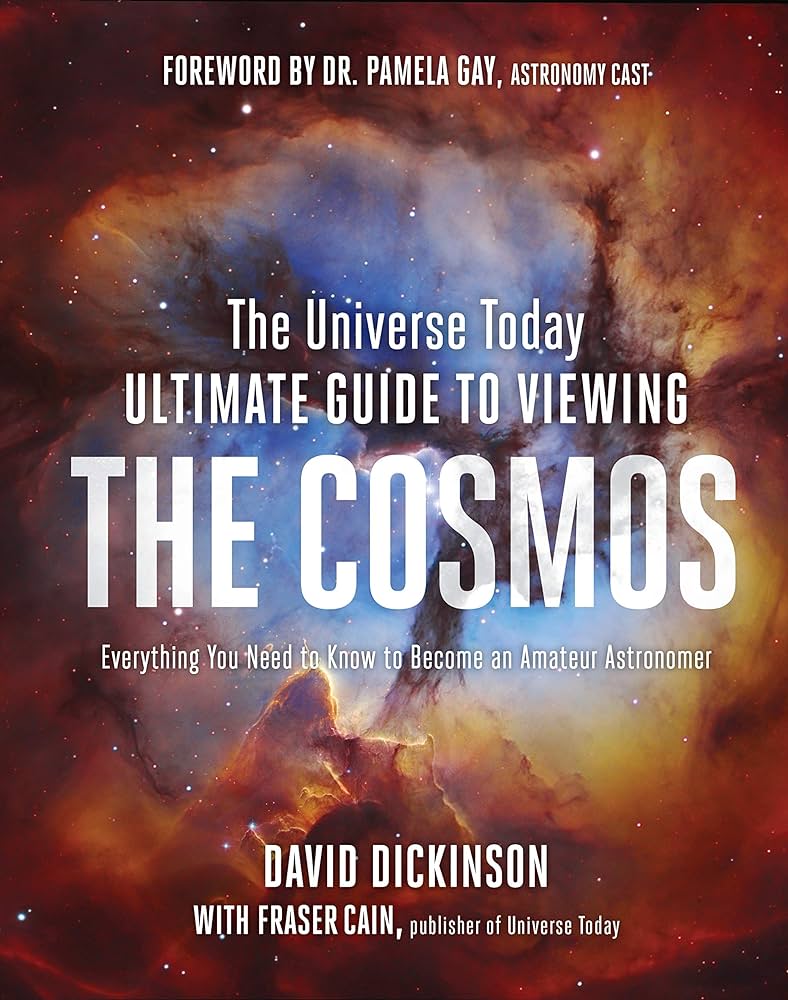 FOREWORD BY DR. PAMELA GAY, ASTRONOMY CAST
The Universe Today
ULTIMATE GUIDE TO VIEWING
THE COSMOS
Everything You Need to Know to Become an Amateur Astronomer
DAVID DICKINSON
WITH FRASER CAIN, publisher of Universe Today